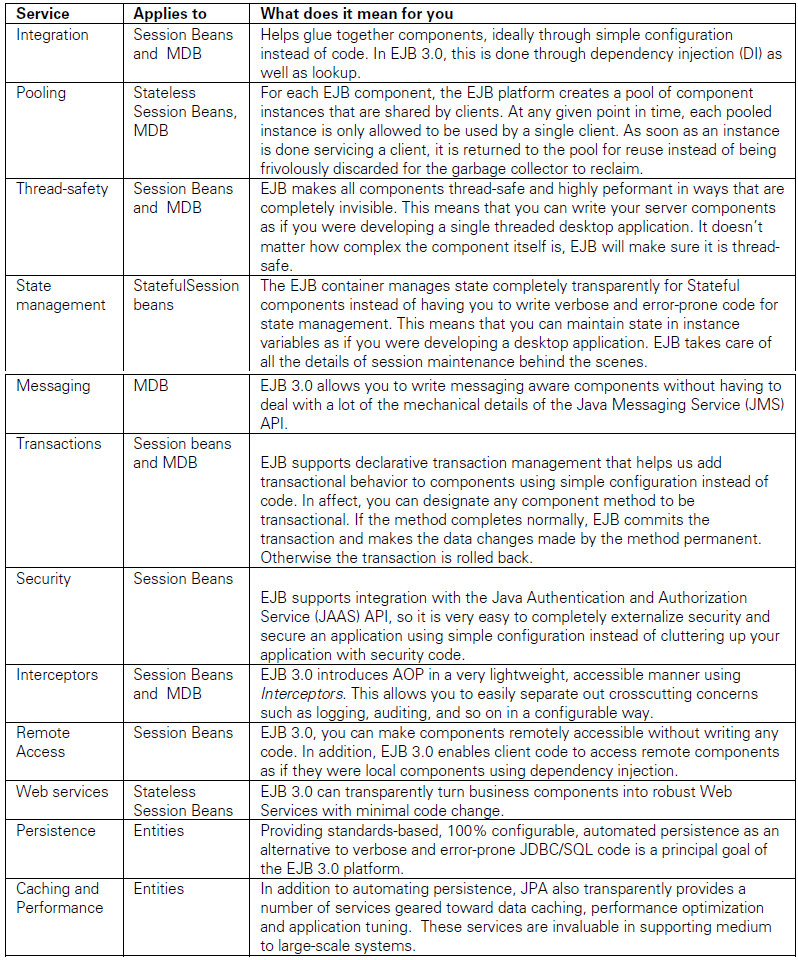 Service Applies to What does it mean for you
Integration Session Beans Helps glue together components, ideally through simple configuration
and MDB instead of code. In EJB 3.0, this is done through dependency injection (DI) as
well as lookup.
Pooling Stateless For each EJB component, the EJB platform creates a pool of component
Session Beans, instances that are shared by clients. At any given point in time, each pooled
MDB instance is only allowed to be used by a single client. As soon as an instance
is done servicing a client, it is returned to the pool for reuse instead of being
frivolously discarded for the garbage collector to reclaim.
Thread-safety Session Beans EJB makes all components thread-safe and highly peformant in ways that are
and MDB completely invisible. This means that you can write your server components
as if you were developing a single threaded desktop application. It doesn't
matter how complex the component itself is, EJB will make sure it is thread-
safe.
State StatefulSession The EJB container manages state completely transparently for Stateful
management beans components instead of having you to write verbose and error-prone code for
state management. This means that you can maintain state in instance
variables as if you were developing a desktop application. EJB takes care of
all the details of session maintenance behind the scenes.
Messaging MDB EJB 3.0 allows you to write messaging aware components without having to
deal with a lot of the mechanical details of the Java Messaging Service (JMS)
API.
Transactions Session beans
and MDB EJB supports declarative transaction management that helps us add
transactional behavior to components using simple configuration instead of
code. In affect, you can designate any component method to be
transactional. If the method completes normally, EJB commits the
transaction and makes the data changes made by the method permanent.
Otherwise the transaction is rolled back.
Security Session Beans
EJB supports integration with the Java Authentication and Authorization
Service (JAAS) API, so it is very easy to completely externalize security and
secure an application using simple configuration instead of cluttering up your
application with security code.
Interceptors Session Beans EJB 3.0 introduces AOP in a very lightweight, accessible manner using
and MDB Interceptors. This allows you to easily separate out crosscutting concerns
such as logging, auditing, and so on in a configurable way.
Remote Session Beans EJB 3.0, you can make components remotely accessible without writing any
Access code. In addition, EJB 3.0 enables client code to access remote components
as if they were local components using dependency injection.
Web services Stateless EJB 3.0 can transparently turn business components into robust Web
Session Beans Services with minimal code change.
Persistence Entities Providing standards-based, 100% configurable, automated persistence as an
alternative to verbose and error-prone JDBC/SQL code is a principal goal of
the EJB 3.0 platform.
Caching and Entities In addition to automating persistence, JPA also transparently provides a
Performance number of services geared toward data caching, performance optimization
and application tuning. These services are invaluable in supporting medium
to large-scale systems.